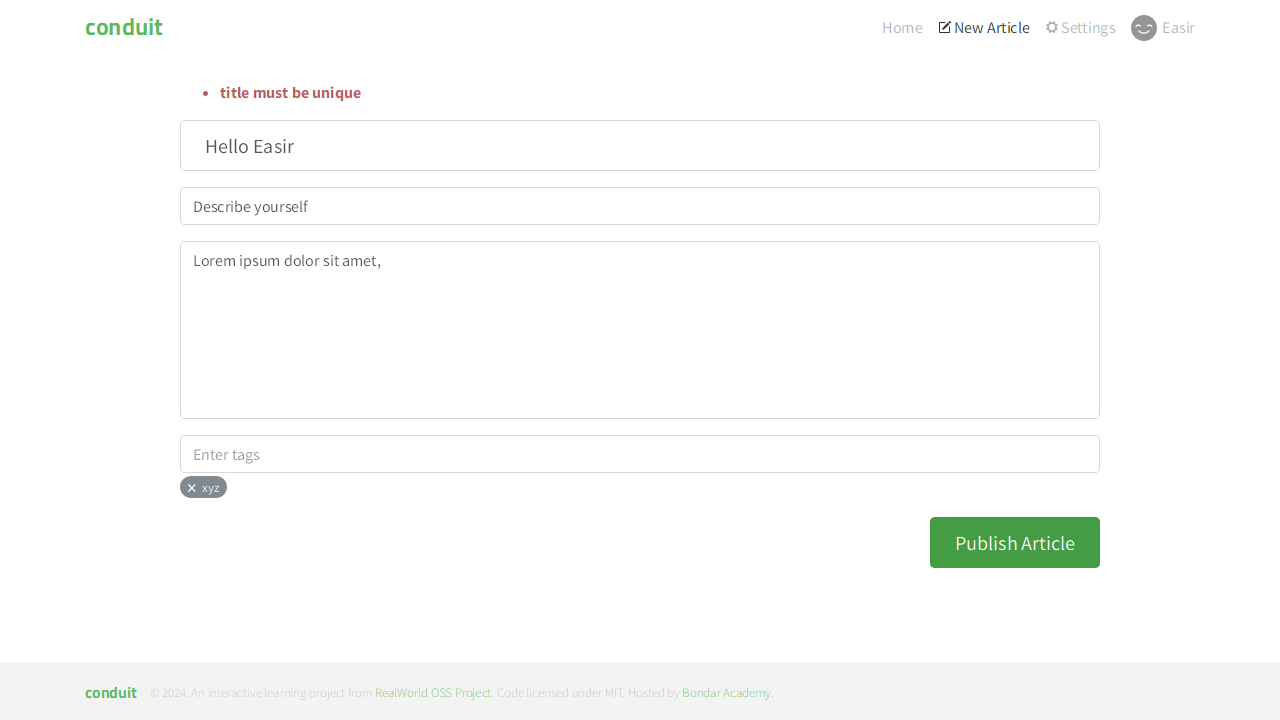 conduit
Home New Article Settings Easir
title must be unique
Hello Easir
Describe yourself
Lorem ipsum dolor sit amet,
Enter tags
xyz
Publish Article
conduit © 2024. An interactive learning project from RealWorld OSS Project. Code licensed under MIT. Hosted by Bondar Academy.